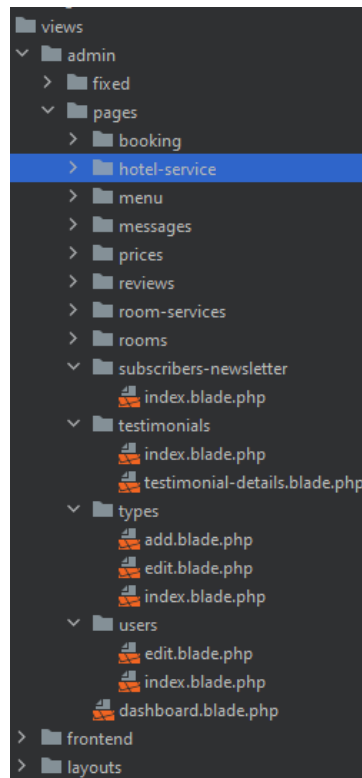 views
admin
fixed
pages
booking
hotel-service
menu
messages
prices
reviews
room-services
rooms
subscribers-newsletter
index.blade.php
testimonials
index.blade.php
testimonial-details.blade.php
types
add.blade.php
edit.blade.php
index.blade.php
users
edit.blade.php
index.blade.php
dashboard.blade.php
frontend
layouts